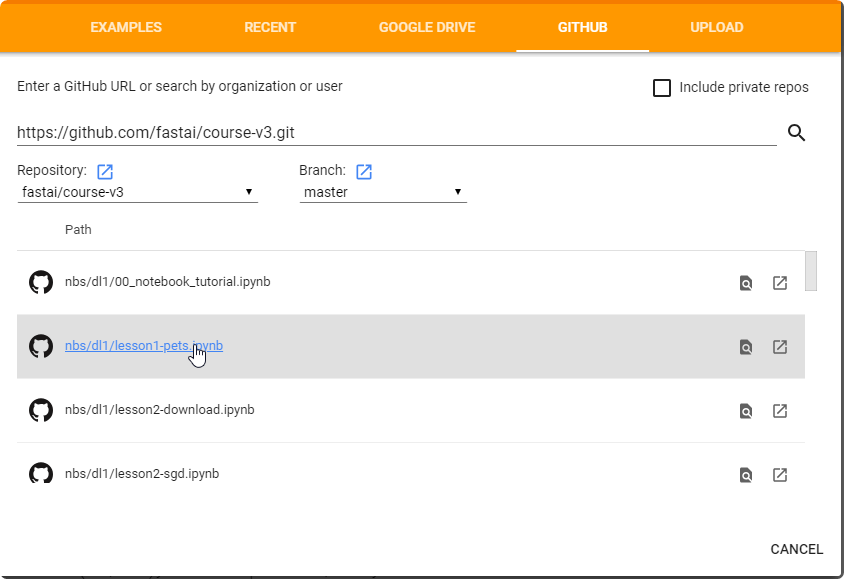 EXAMPLES RECENT GOOGLE DRIVE GITHUB UPLOAD
Enter a GitHub URL or search by organization or user
Include private repos
https://github.com/fastai/course-v3.git
Repository: Branch:
fastai/course-v3 master
Path
nbs/dl1/00_notebook_tutorial.ipynb
nbs/dl1/lesson1-pets.ipynb
nbs/dl1/lesson2-download.ipynb
nbs/dl1/lesson2-sgd.ipynb
CANCEL